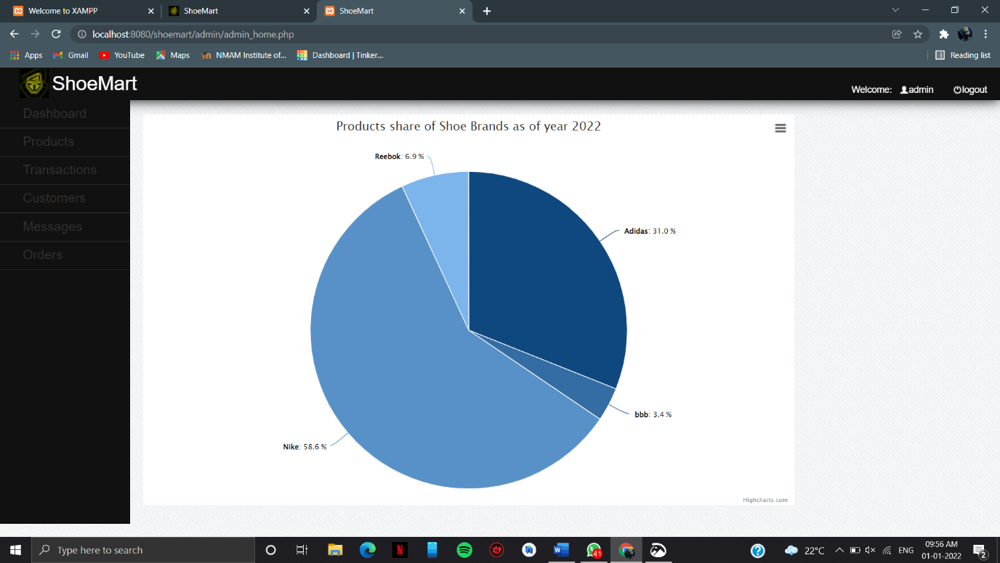 Welcome to XAMPP
ShoeMart
ShoeMart
localhost:8080/shoemart/admin/admin_home.php
Apps
Gmail
YouTube
Maps
NMAM Institute of...
Dashboard | Tinker...
Reading list
ShoeMart
Welcome: admin logout
Dashboard
Products
Transactions
Customers
Messages
Orders
Products share of Shoe Brands as of year 2022
Reebok: 6.9 %
Adidas: 31.0 %
bbb: 3.4 %
Nike: 58.6 %
Highcharts.com
Type here to search
41
22°C
ENG
09:56 AM
01-01-2022
2